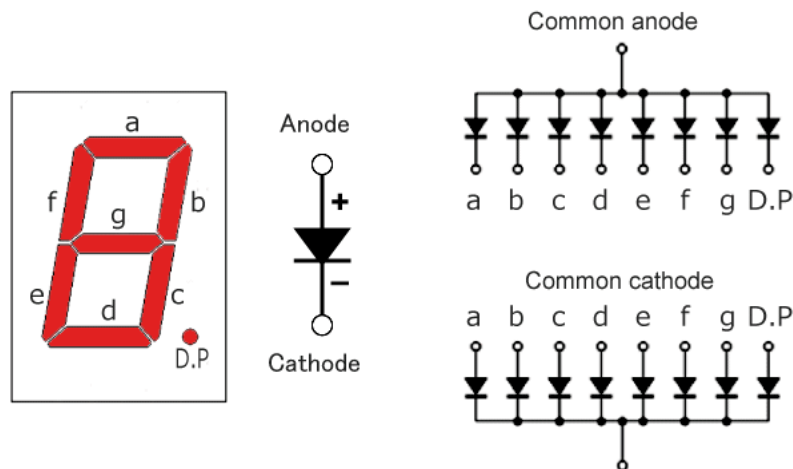 a
f
b
g
e
c
d
D.P
Anode
+
−
Cathode
Common anode
a b c d e f g D.P
Common cathode
a b c d e f g D.P